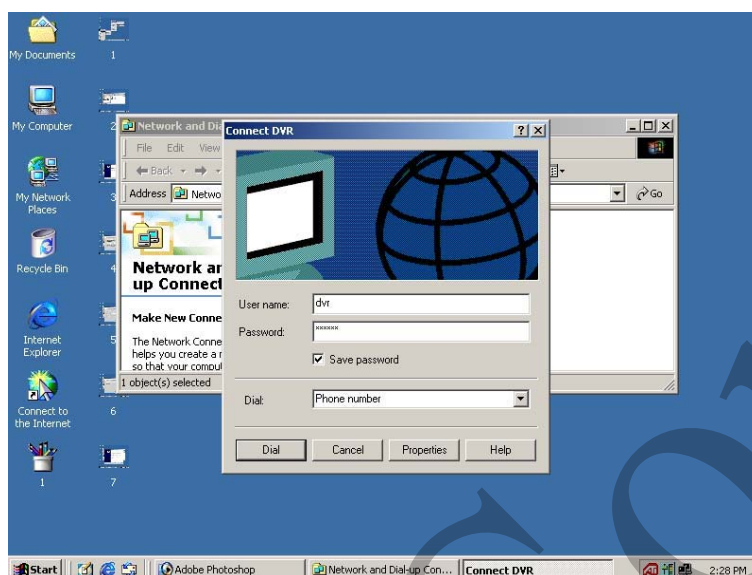 My Documents
1
My Computer
2
My Network
Places
3
Recycle Bin
4
Internet
Explorer
5
Connect to
the Internet
6
1
7
Network and Dia
File Edit View
Back
Address Netwo
Go
Network an
up Connect
Make New Conne
The Network Conne
helps you create a
so that your comput
1 object(s) selected
Connect DVR
User name: dvr
Password: xxxxxx
Save password
Dial: Phone number
Dial Cancel Properties Help
Start Adobe Photoshop Network and Dial-up Con... Connect DVR 2:28 PM